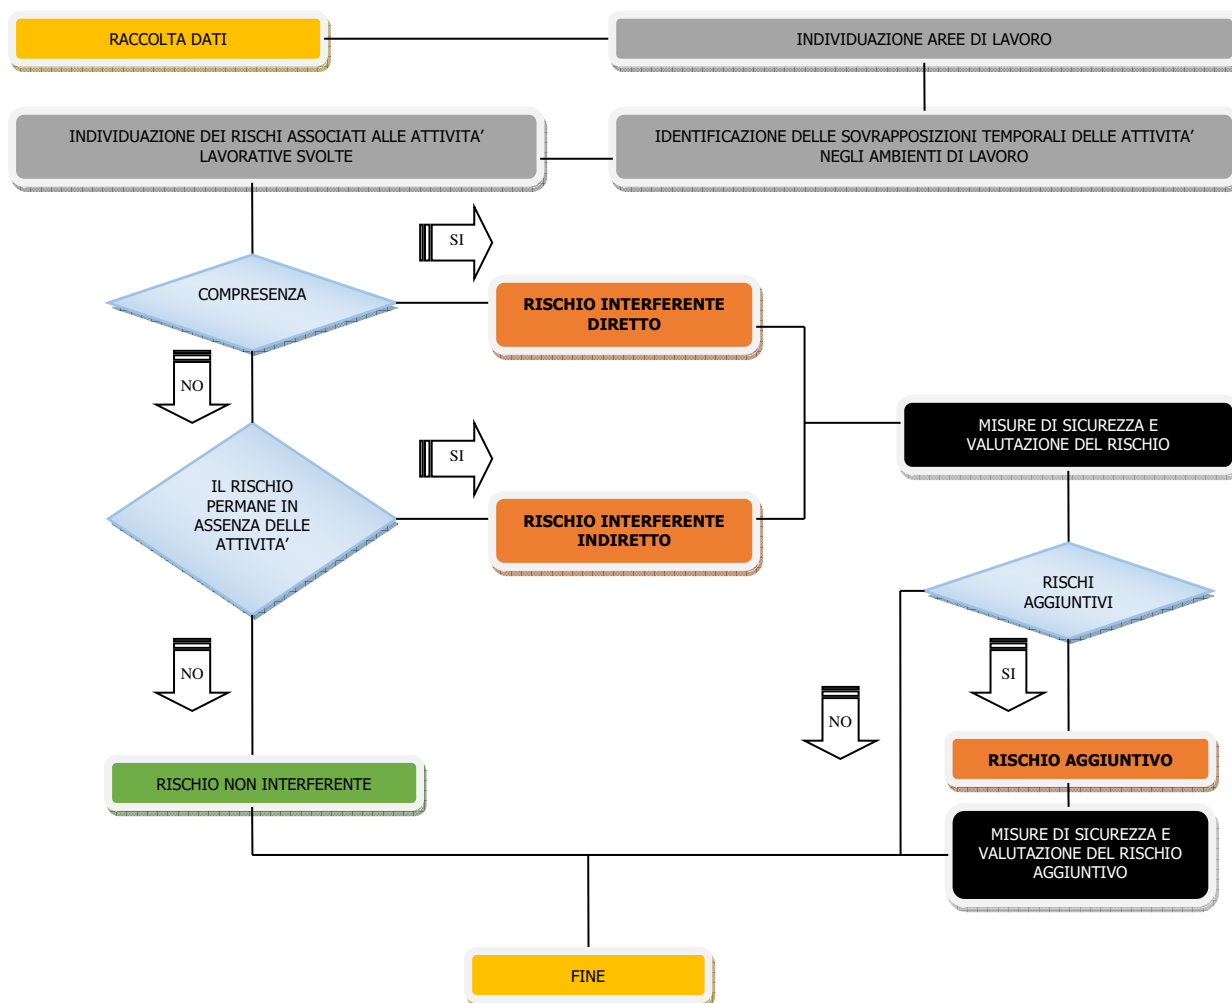 RACCOLTA DATI
INDIVIDUAZIONE AREE DI LAVORO
INDIVIDUAZIONE DEI RISCHI ASSOCIATI ALLE ATTIVITA’
LAVORATIVE SVOLTE
IDENTIFICAZIONE DELLE SOVRAPPOSIZIONI TEMPORALI DELLE ATTIVITA’
NEGLI AMBIENTI DI LAVORO
SI
COMPRESENZA
RISCHIO INTERFERENTE
DIRETTO
NO
MISURE DI SICUREZZA E
VALUTAZIONE DEL RISCHIO
SI
IL RISCHIO
PERMANE IN
ASSENZA DELLE
ATTIVITA’
RISCHIO INTERFERENTE
INDIRETTO
RISCHI
AGGIUNTIVI
NO
SI
NO
RISCHIO AGGIUNTIVO
RISCHIO NON INTERFERENTE
MISURE DI SICUREZZA E
VALUTAZIONE DEL RISCHIO
AGGIUNTIVO
FINE